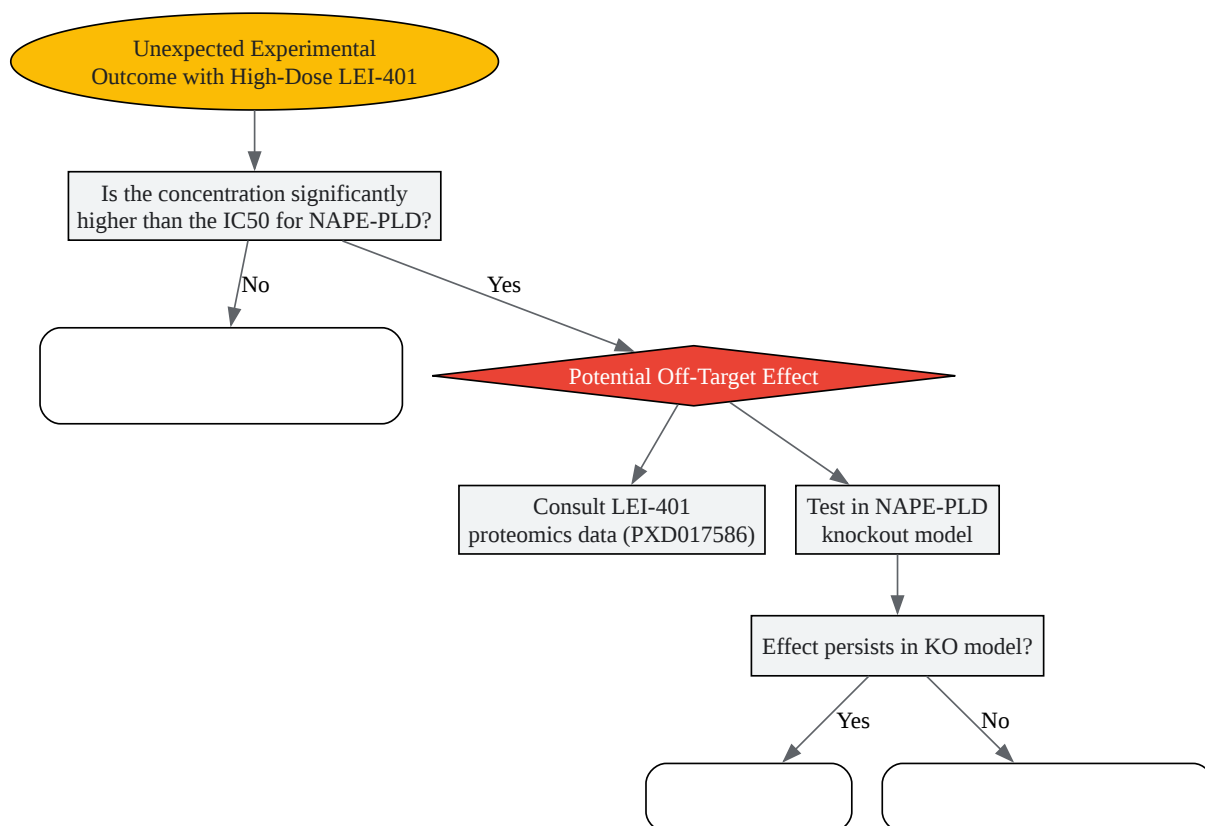 Unexpected Experimental
Outcome with High-Dose LEI-401
Is the concentration significantly
higher than the IC50 for NAPE-PLD?
No
Yes
Potential Off-Target Effect
Consult LEI-401
proteomics data (PXD017586)
Test in NAPE-PLD
knockout model
Effect persists in KO model?
Yes
No